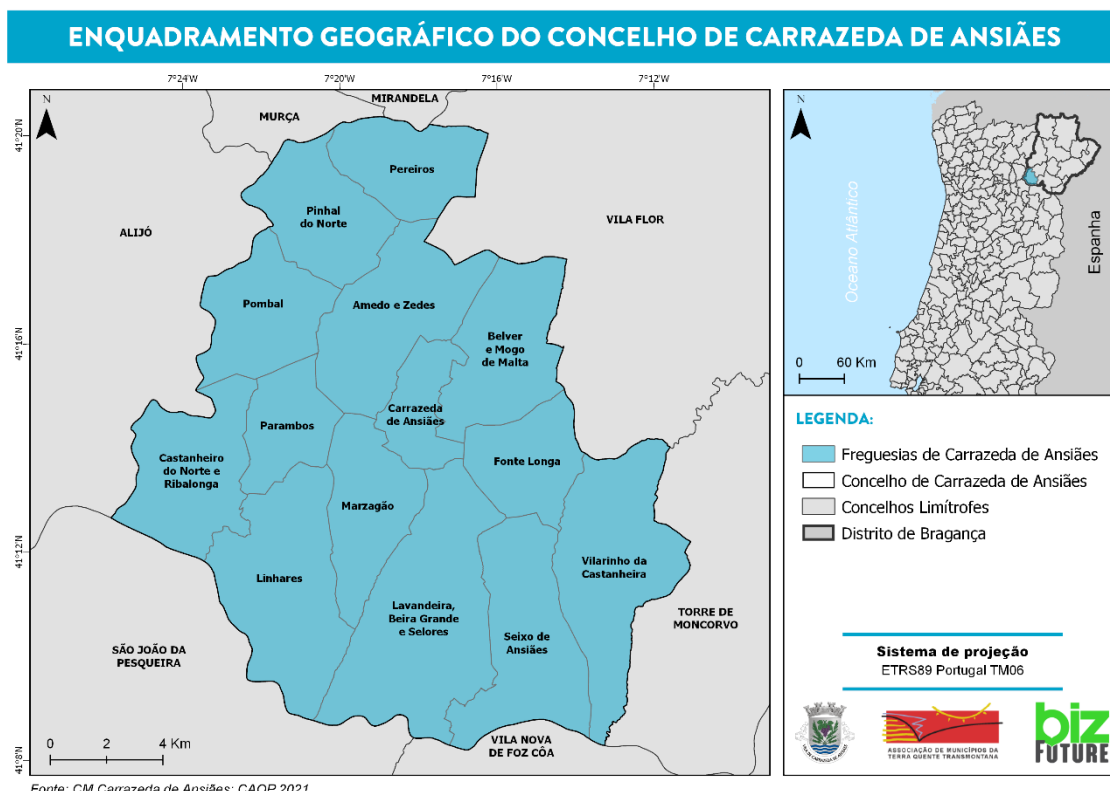 ENQUADRAMENTO GEOGRÁFICO DO CONCELHO DE CARRAZEDA DE ANSIÃES
7°24'W
7°20'W
7°16'W
7°12'W
41°20'N
41°16'N
41°12'N
41°8'N
N
MIRANDELA
MURÇA
Pereiros
Pinhal
do Norte
ALIJÓ
VILA FLOR
Pombal
Amedo e Zedes
Belver
e Mogo
de Malta
Carrazeda
de Ansiães
Parambos
Castanheiro
do Norte e
Ribalonga
Fonte Longa
Marzagão
Vilarinho da
Castanheira
Linhares
Lavandeira,
Beira Grande
e Selores
Seixo de
Ansiães
TORRE DE
MONCORVO
SÃO JOÃO DA
PESQUEIRA
VILA NOVA
DE FOZ CÔA
0 2 4 Km
N
Oceano Atlântico
Espanha
0 60 Km
LEGENDA:
Freguesias de Carrazeda de Ansiães
Concelho de Carrazeda de Ansiães
Concelhos Limítrofes
Distrito de Bragança
Sistema de projeção
ETRS89 Portugal TM06
ASSOCIAÇÃO DE MUNICÍPIOS DA
TERRA QUENTE TRANSMONTANA
biz
FUTURE
Fonte: CM Carrazeda de Ansiães; CAOP 2021